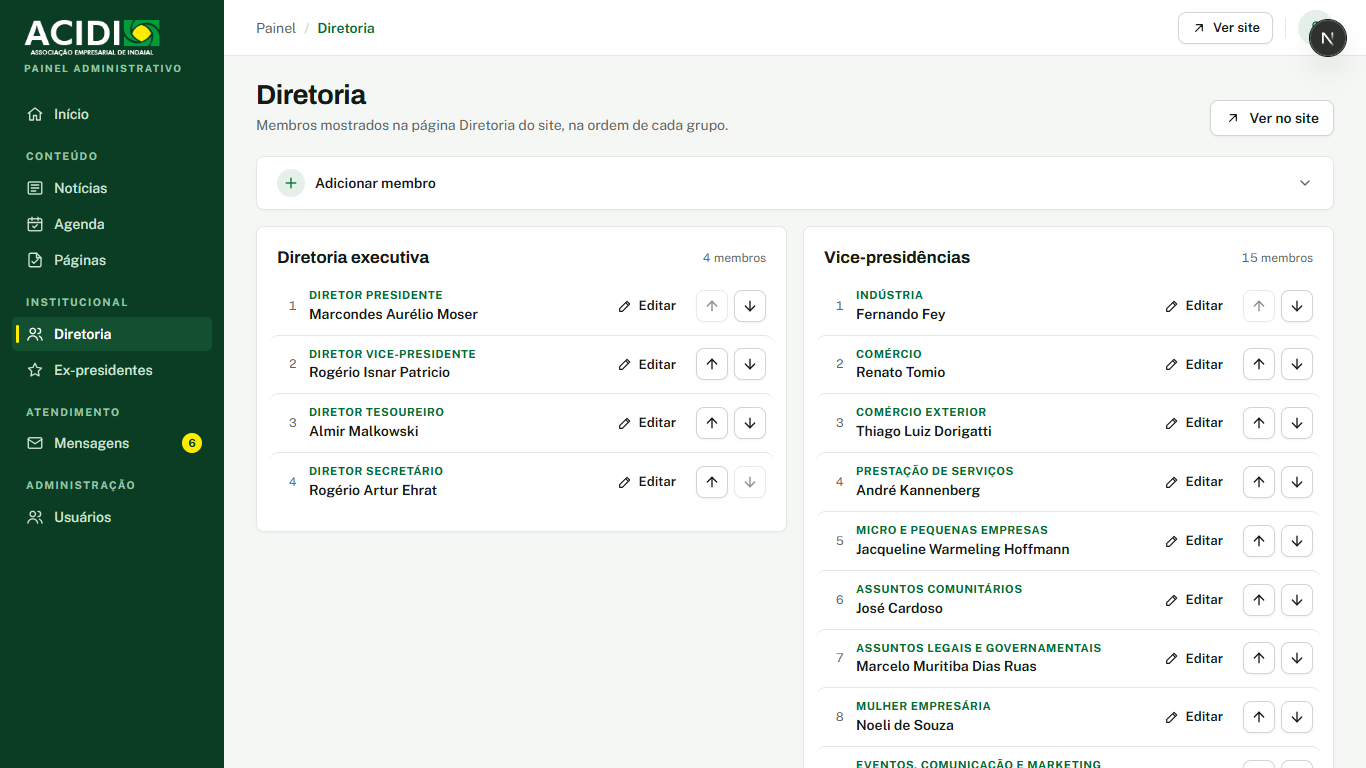 ACIDI
ASSOCIAÇÃO EMPRESARIAL DE INDAIAL
PAINEL ADMINISTRATIVO
Início
CONTEÚDO
Notícias
Agenda
Páginas
INSTITUCIONAL
Diretoria
Ex-presidentes
ATENDIMENTO
Mensagens 6
ADMINISTRAÇÃO
Usuários
Painel / Diretoria
Ver site
N
Diretoria
Membros mostrados na página Diretoria do site, na ordem de cada grupo.
Ver no site
Adicionar membro
Diretoria executiva 4 membros
1 DIRETOR PRESIDENTE
Marcondes Aurélio Moser
Editar
2 DIRETOR VICE-PRESIDENTE
Rogério Isnar Patricio
Editar
3 DIRETOR TESOUREIRO
Almir Malkowski
Editar
4 DIRETOR SECRETÁRIO
Rogério Artur Ehrat
Editar
Vice-presidências 15 membros
1 INDÚSTRIA
Fernando Fey
Editar
2 COMÉRCIO
Renato Tomio
Editar
3 COMÉRCIO EXTERIOR
Thiago Luiz Dorigatti
Editar
4 PRESTAÇÃO DE SERVIÇOS
André Kannenberg
Editar
5 MICRO E PEQUENAS EMPRESAS
Jacqueline Warmeling Hoffmann
Editar
6 ASSUNTOS COMUNITÁRIOS
José Cardoso
Editar
7 ASSUNTOS LEGAIS E GOVERNAMENTAIS
Marcelo Muritiba Dias Ruas
Editar
8 MULHER EMPRESÁRIA
Noeli de Souza
Editar
EVENTOS, COMUNICAÇÃO E MARKETING